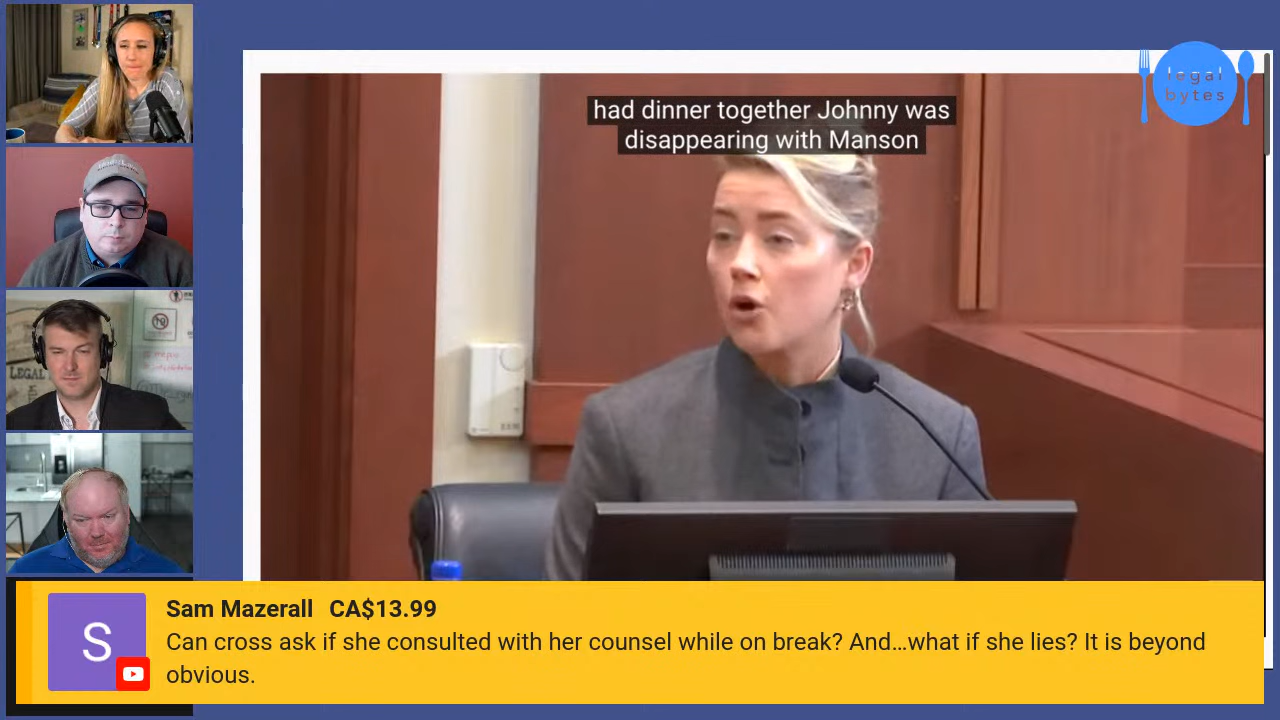 had dinner together Johnny was
disappearing with Manson
legal
bytes
LEGAL
S
Sam Mazerall CA$13.99
Can cross ask if she consulted with her counsel while on break? And…what if she lies? It is beyond
obvious.